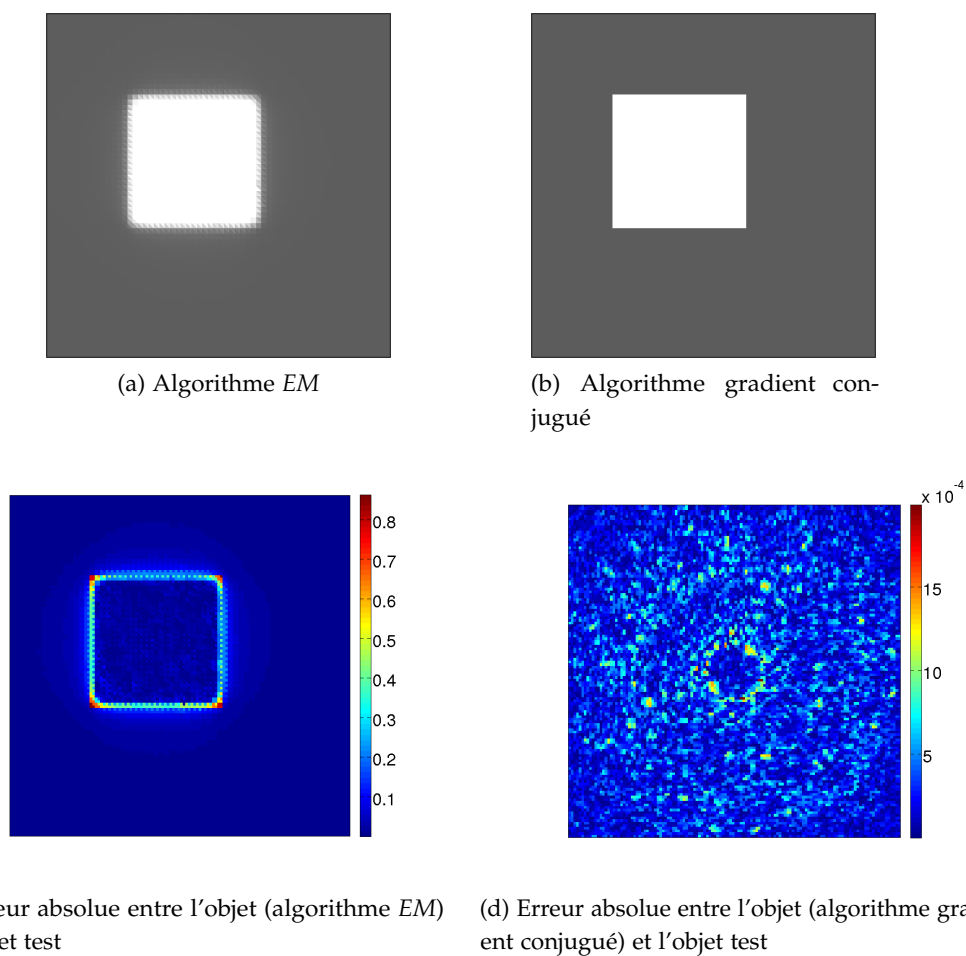 (a) Algorithme EM
(b) Algorithme gradient con-
jugué
0.8
0.7
0.6
0.5
0.4
0.3
0.2
0.1
x 10-4
15
10
5
eur absolue entre l'objet (algorithme EM)
et test
(d) Erreur absolue entre l'objet (algorithme gra
ent conjugué) et l'objet test